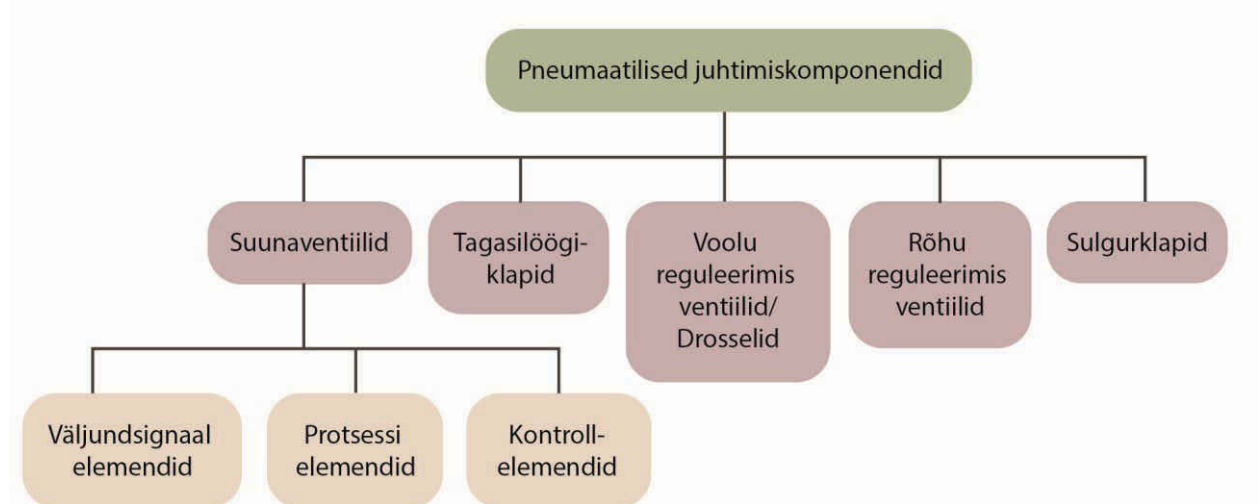 Pneumaatilised juhtimiskomponendid
Suunaventiilid
Tagasilöögi-
klapid
Voolu
reguleerimis
ventiilid/
Drosselid
Rõhu
reguleerimis
ventiilid
Sulgurklapid
Väljundsignaal
elemendid
Protsessi
elemendid
Kontroll-
elemendid